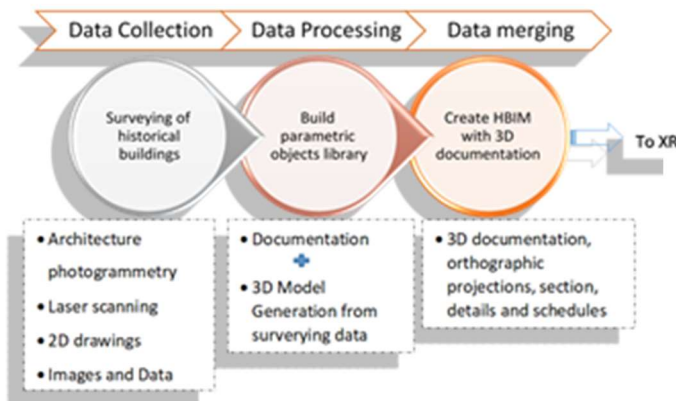 Data Collection
Data Processing
Data merging
Surveying of
historical
buildings
Build
parametric
objects library
Create HBIM
with 3D
documentation
To XR
• Architecture
photogrammetry
• Laser scanning
• 2D drawings
• Images and Data
• Documentation
• 3D Model
Generation from
surverying data
• 3D documentation,
orthographic
projections, section,
details and schedules